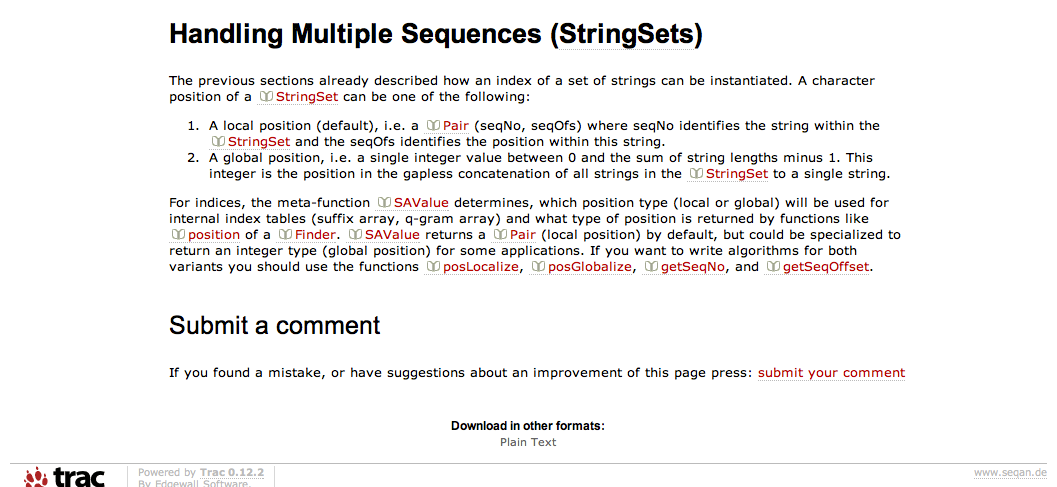 Handling Multiple Sequences (StringSets)
The previous sections already described how an index of a set of strings can be instantiated. A character
position of a StringSet can be one of the following:
1. A local position (default), i.e. a Pair (seqNo, seqOfs) where seqNo identifies the string within the
StringSet and the seqOfs identifies the position within this string.
2. A global position, i.e. a single integer value between 0 and the sum of string lengths minus 1. This
integer is the position in the gapless concatenation of all strings in the StringSet to a single string.
For indices, the meta-function SAValue determines, which position type (local or global) will be used for
internal index tables (suffix array, q-gram array) and what type of position is returned by functions like
position of a Finder. SAValue returns a Pair (local position) by default, but could be specialized to
return an integer type (global position) for some applications. If you want to write algorithms for both
variants you should use the functions posLocalize, posGlobalize, getSeqNo, and getSeqOffset.
Submit a comment
If you found a mistake, or have suggestions about an improvement of this page press: submit your comment
Download in other formats:
Plain Text
trac
Powered by Trac 0.12.2
By Edgewall Software.
www.seqan.de